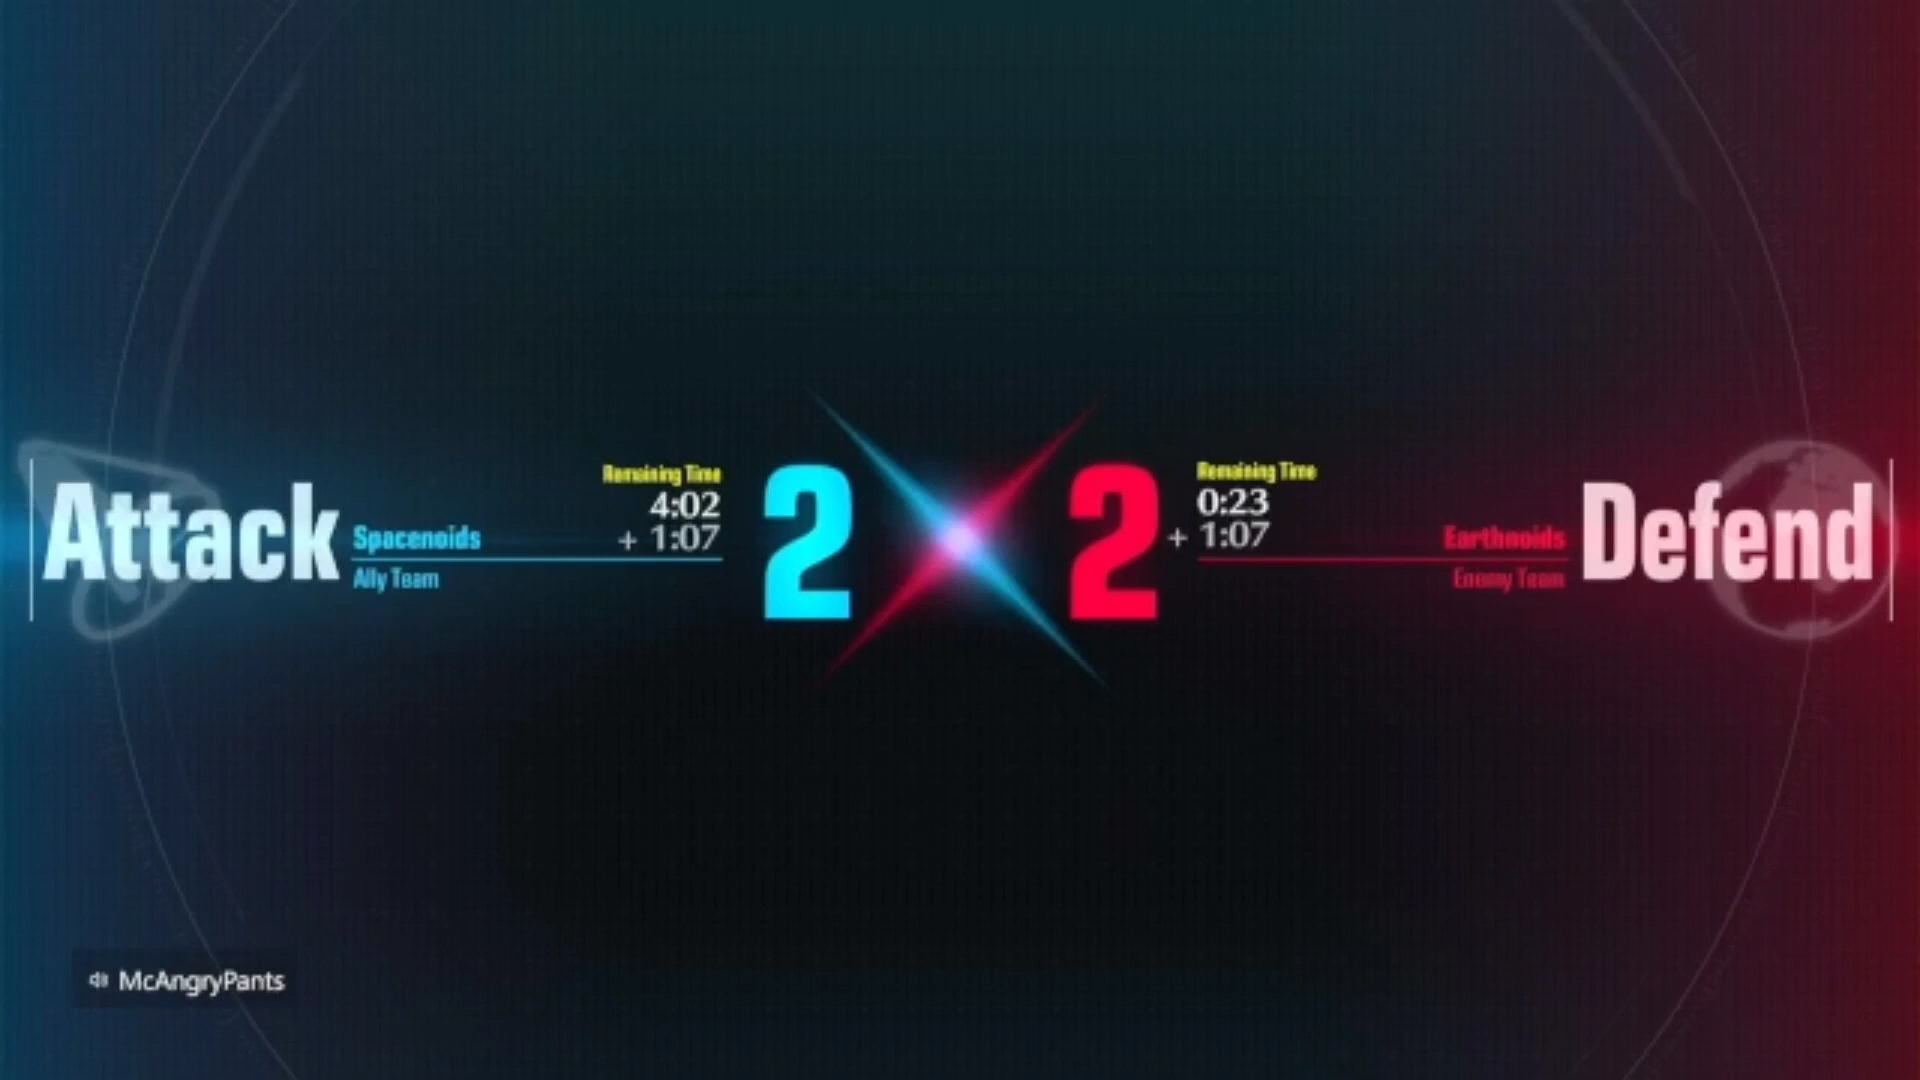 Attack
Spacenoids
Ally Team
Remaining Time
4:02
+ 1:07
2
2
Remaining Time
0:23
+ 1:07
Earthnoids
Enemy Team
Defend
McAngryPants